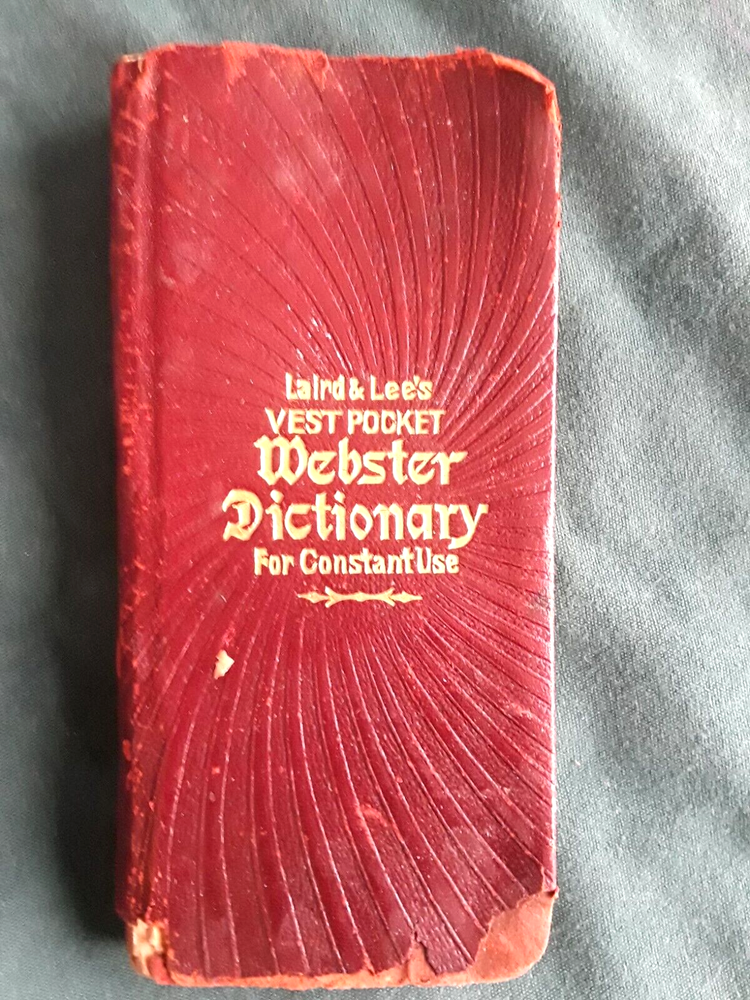 Laird & Lee's
VEST POCKET
Webster
Dictionary
For Constant Use